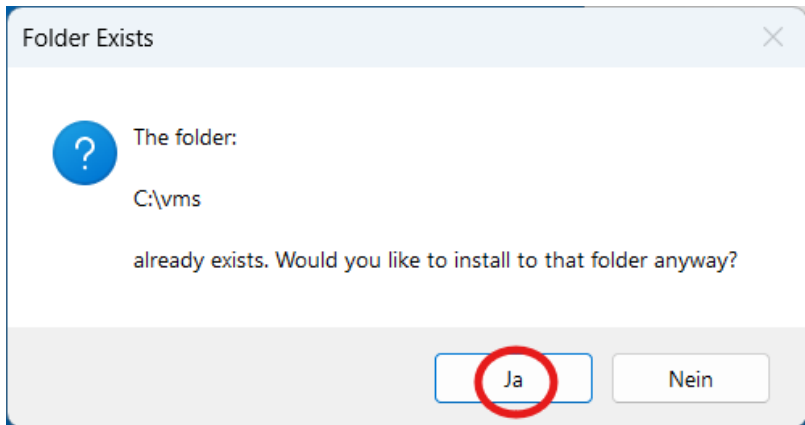 Folder Exists
The folder:
C:\vms
already exists. Would you like to install to that folder anyway?
Ja
Nein